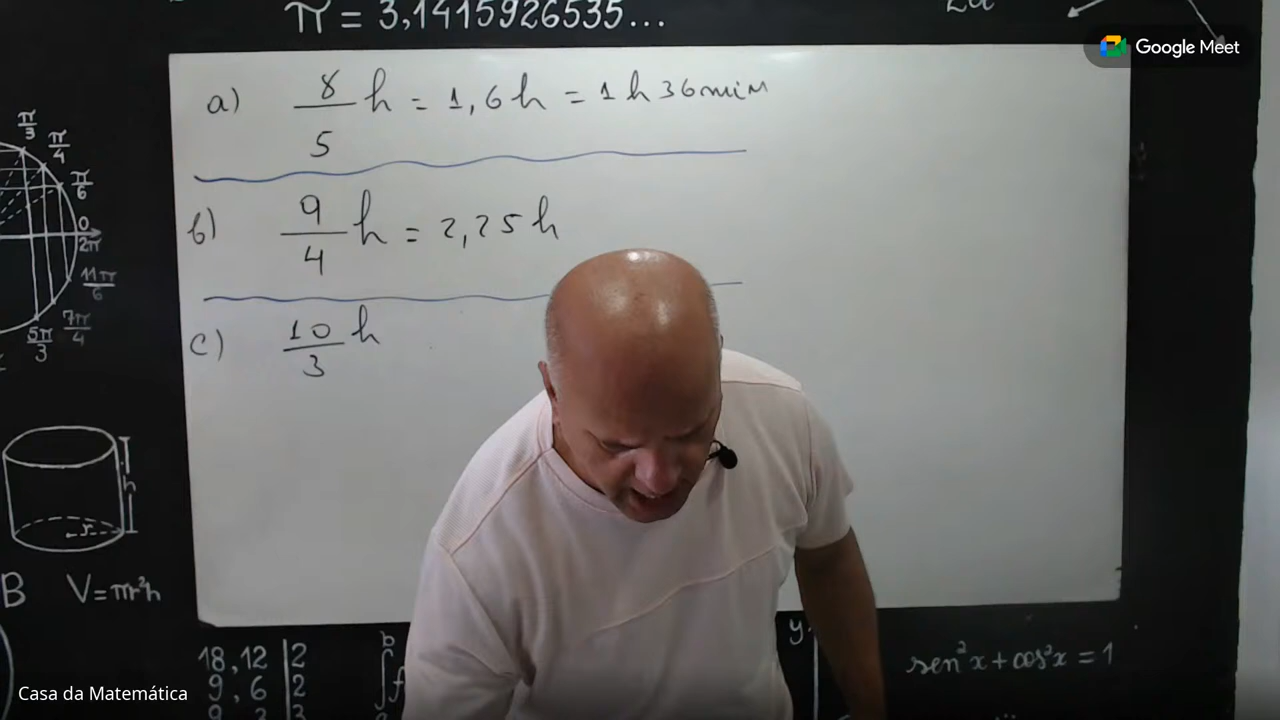 π = 3,1415926535...
2a
Google Meet
a) 8/5 h = 1,6 h = 1 h 36 min
b) 9/4 h = 2,25 h
c) 10/3 h
π/3
π/4
π/6
0
2π
11π/6
7π/4
5π/3
h
r
B V=πr²h
18,12 | 2
9, 6 | 2
b
∫f
y
sen²x + cos²x = 1
Casa da Matemática